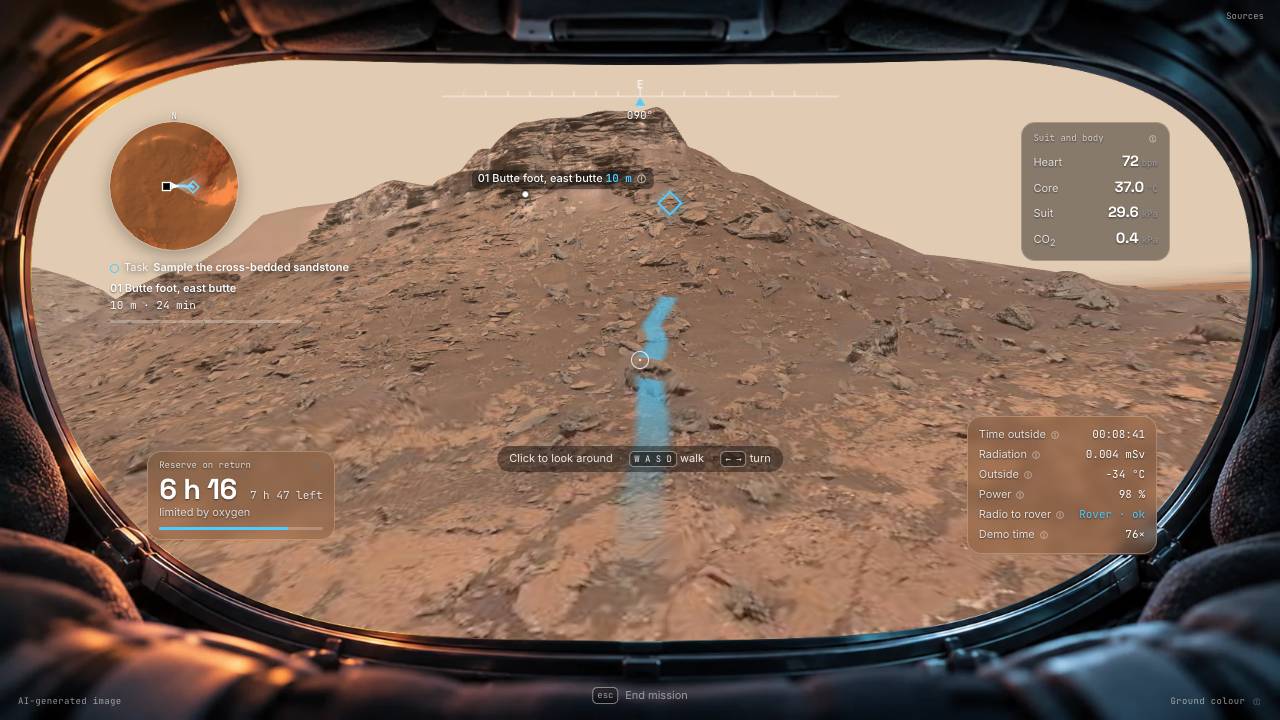 Sources
E
090°
N
01 Butte foot, east butte 10 m
Task Sample the cross-bedded sandstone
01 Butte foot, east butte
10 m · 24 min
Suit and body
Heart 72 bpm
Core 37.0 °C
Suit 29.6 kPa
CO2 0.4 kPa
Click to look around W A S D walk ← → turn
Reserve on return
6 h 16 7 h 47 left
limited by oxygen
Time outside 00:08:41
Radiation 0.004 mSv
Outside -34 °C
Power 98 %
Radio to rover Rover · ok
Demo time 76×
esc End mission
AI-generated image
Ground colour